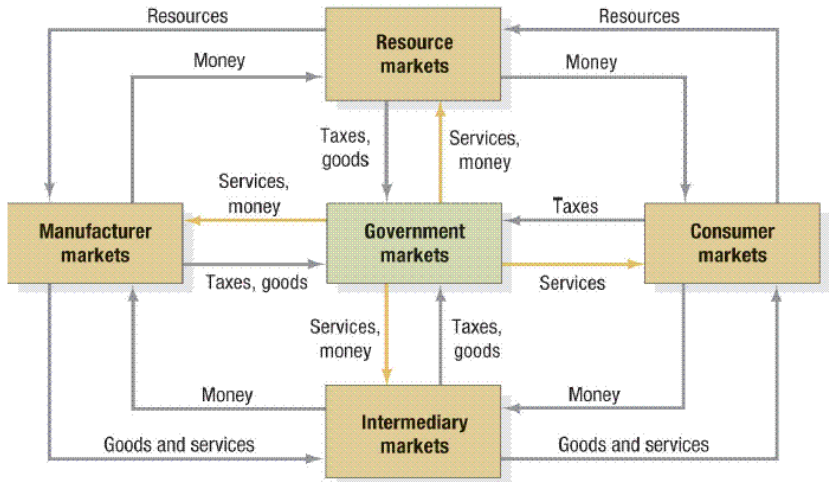 Resources
Resources
Resource
markets
Money
Money
Taxes,
goods
Services,
money
Services,
money
Taxes
Manufacturer
markets
Government
markets
Consumer
markets
Taxes, goods
Services
Services,
money
Taxes,
goods
Money
Money
Intermediary
markets
Goods and services
Goods and services